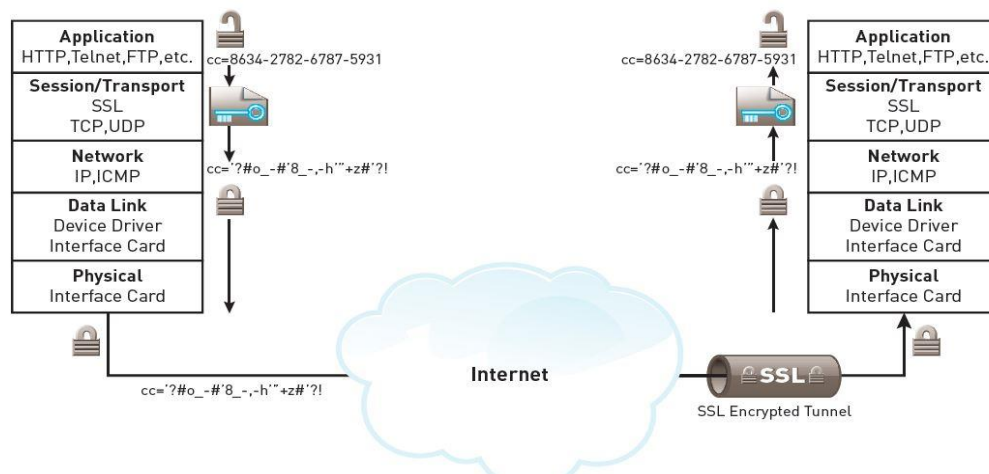 Application
HTTP,Telnet,FTP,etc.
Session/Transport
SSL
TCP,UDP
Network
IP,ICMP
Data Link
Device Driver
Interface Card
Physical
Interface Card
cc=8634-2782-6787-5931
cc='?#o_-#'8_-,-h'"+z#'?!
cc='?#o_-#'8_-,-h'"+z#'?!
Internet
SSL
SSL Encrypted Tunnel
cc=8634-2782-6787-5931
cc='?#o_-#'8_-,-h'"+z#'?!
Application
HTTP,Telnet,FTP,etc.
Session/Transport
SSL
TCP,UDP
Network
IP,ICMP
Data Link
Device Driver
Interface Card
Physical
Interface Card